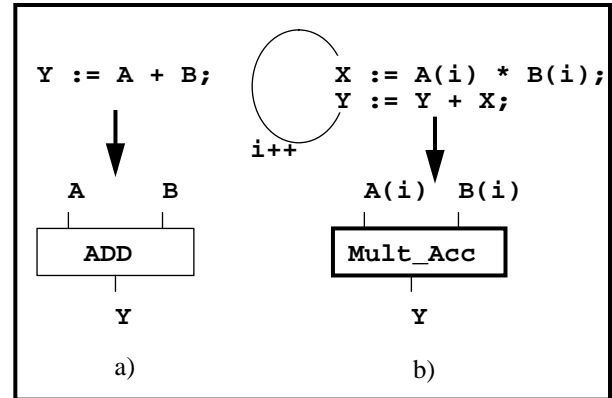 Y := A + B;
A B
ADD
Y
a)
X := A(i) * B(i);
Y := Y + X;
i++
A(i) B(i)
Mult_Acc
Y
b)